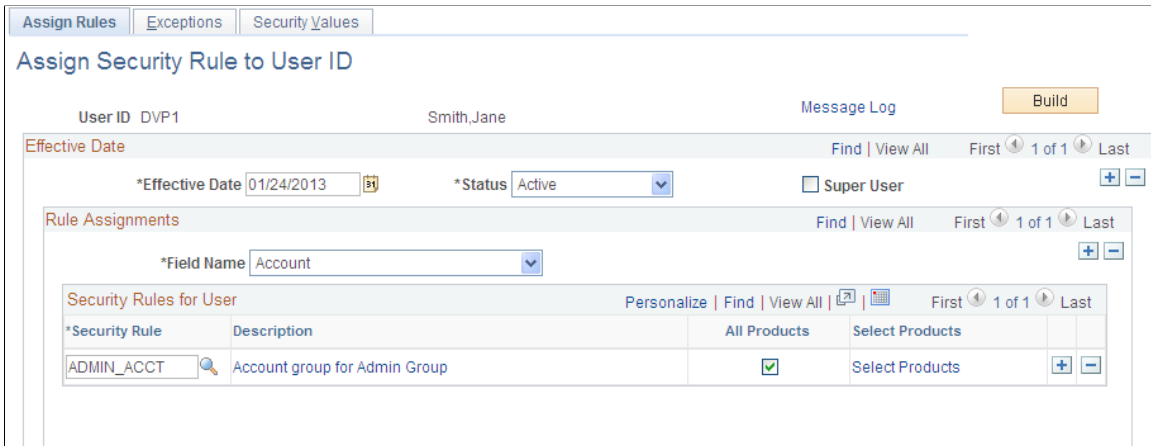 Assign Rules Exceptions Security Values
Assign Security Rule to User ID
User ID DVP1 Smith,Jane Message Log Build
Effective Date Find | View All First 1 of 1 Last
*Effective Date 01/24/2013 31 *Status Active Super User
Rule Assignments Find | View All First 1 of 1 Last
*Field Name Account
Security Rules for User Personalize | Find | View All | | First 1 of 1 Last
*Security Rule Description All Products Select Products
ADMIN_ACCT Account group for Admin Group Select Products